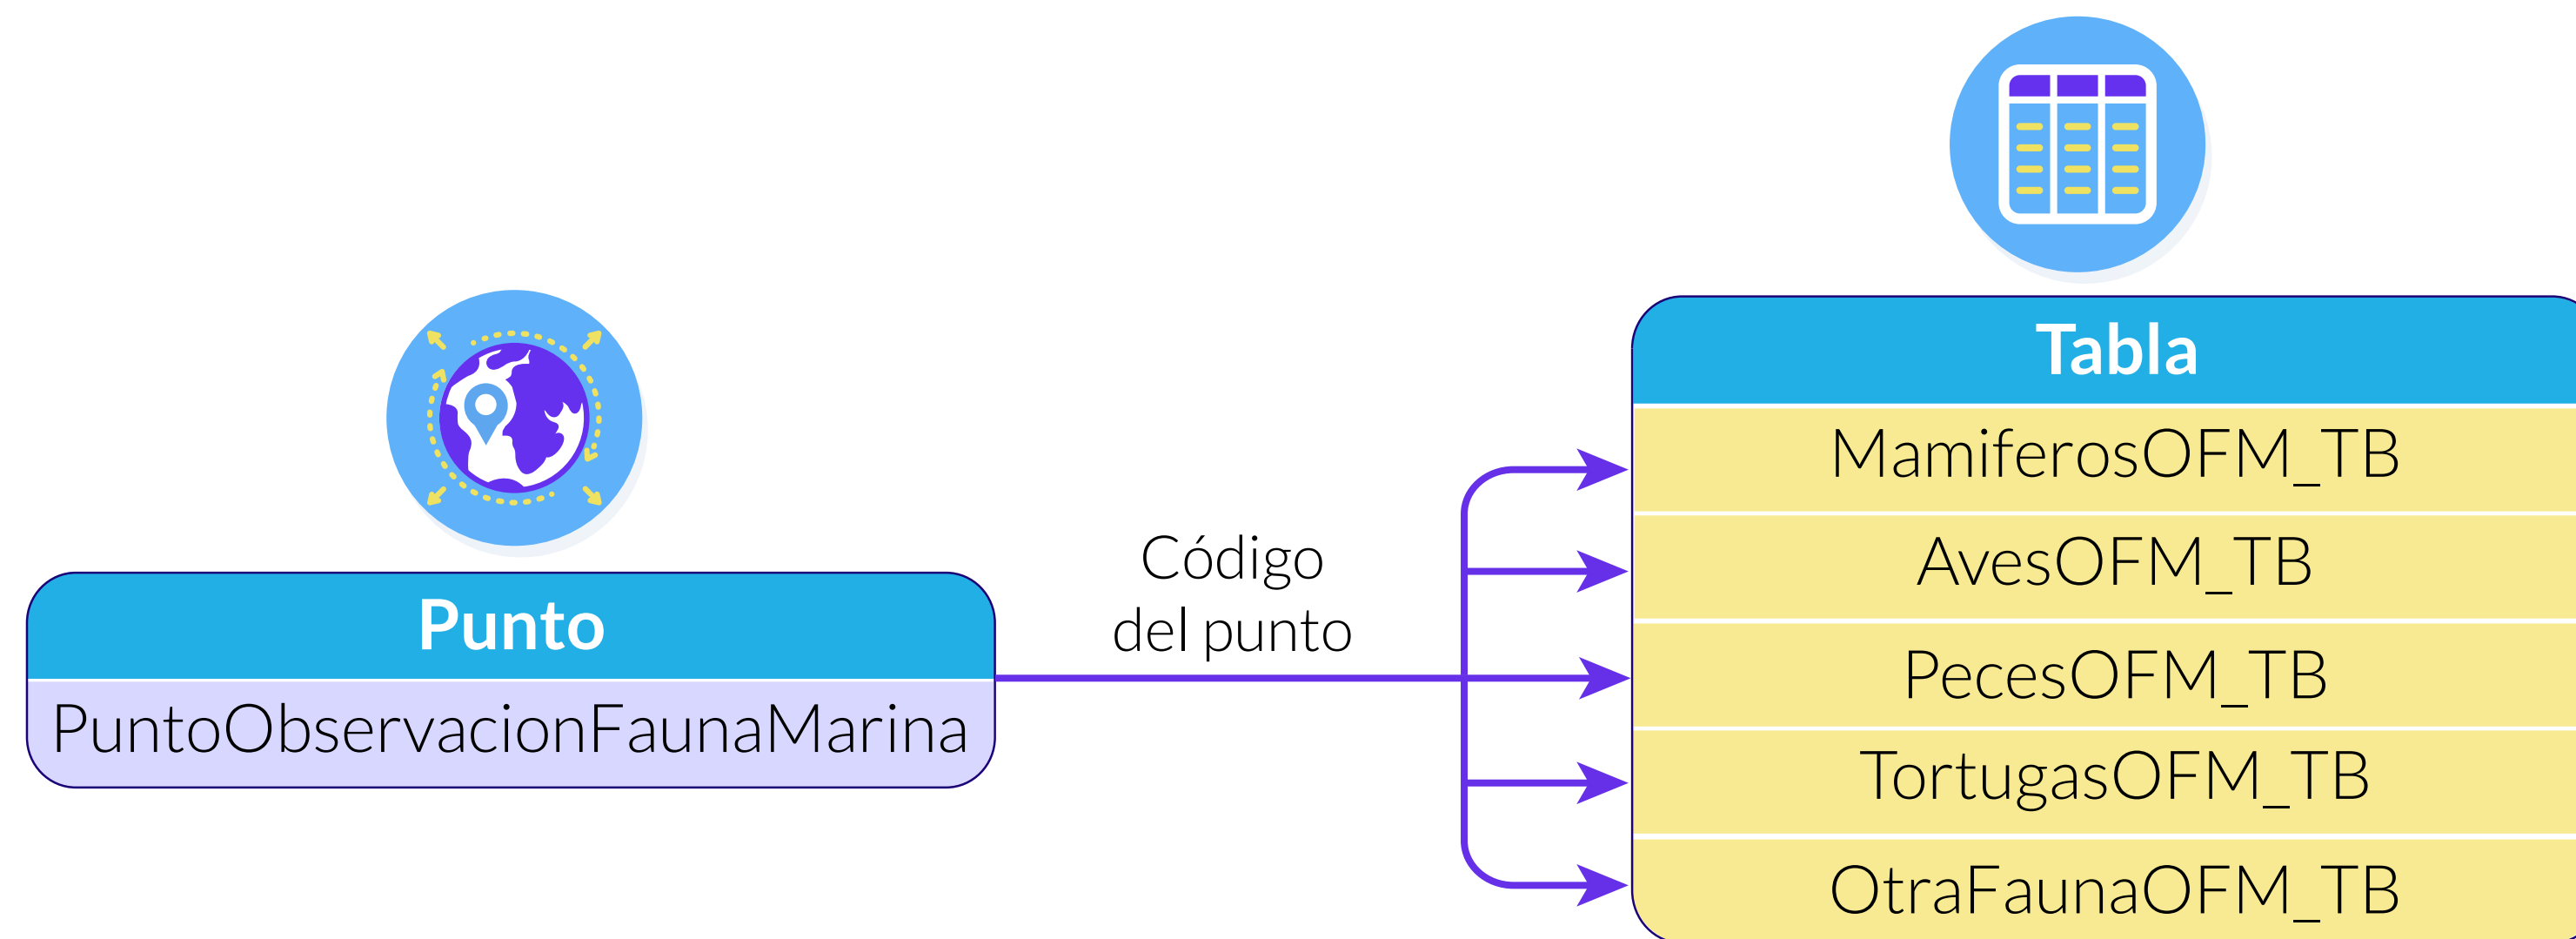 Punto
PuntoObservacionFaunaMarina
Código
del punto
Tabla
MamiferosOFM_TB
AvesOFM_TB
PecesOFM_TB
TortugasOFM_TB
OtraFaunaOFM_TB